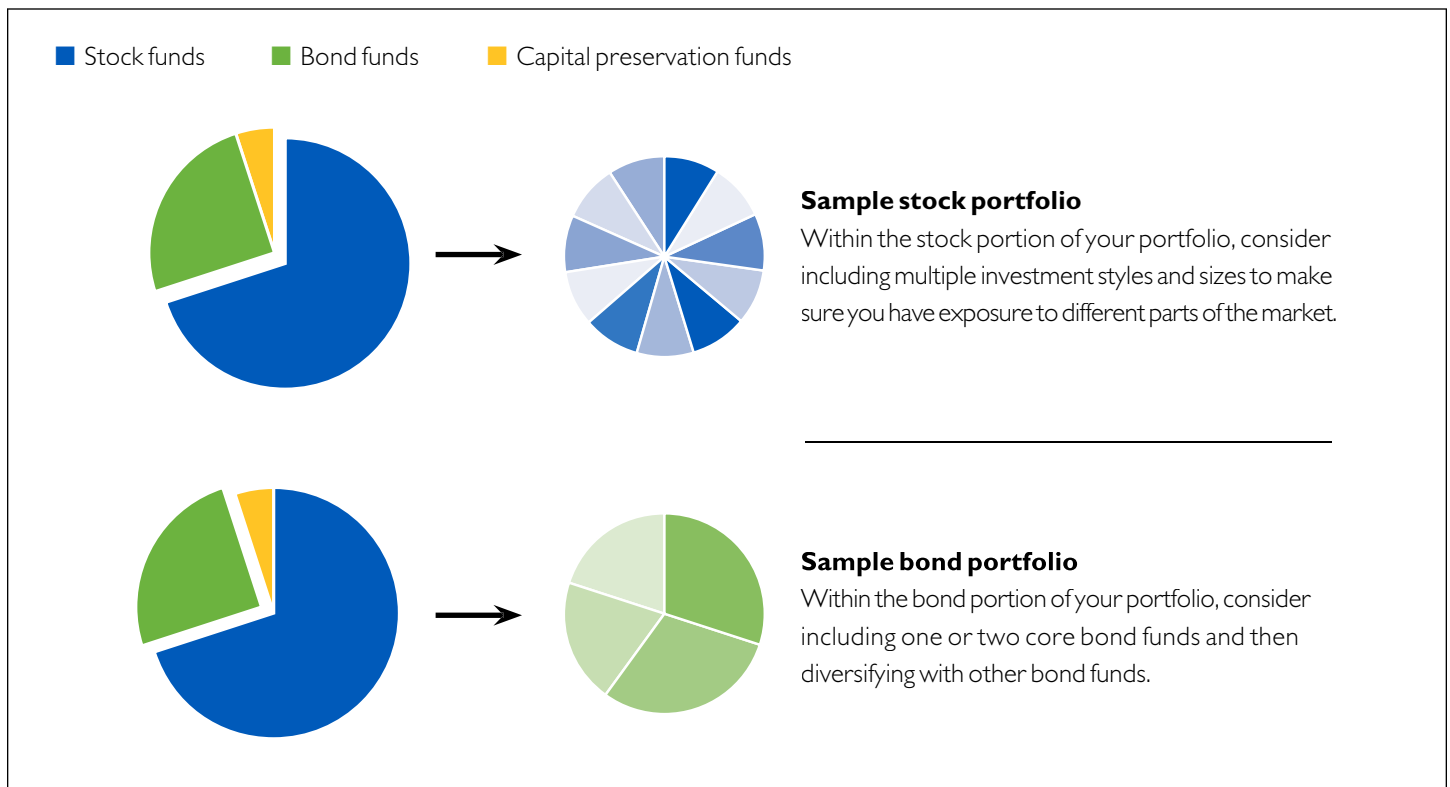 Stock funds Bond funds Capital preservation funds
Sample stock portfolio
Within the stock portion of your portfolio, consider
including multiple investment styles and sizes to make
sure you have exposure to different parts of the market.
Sample bond portfolio
Within the bond portion of your portfolio, consider
including one or two core bond funds and then
diversifying with other bond funds.